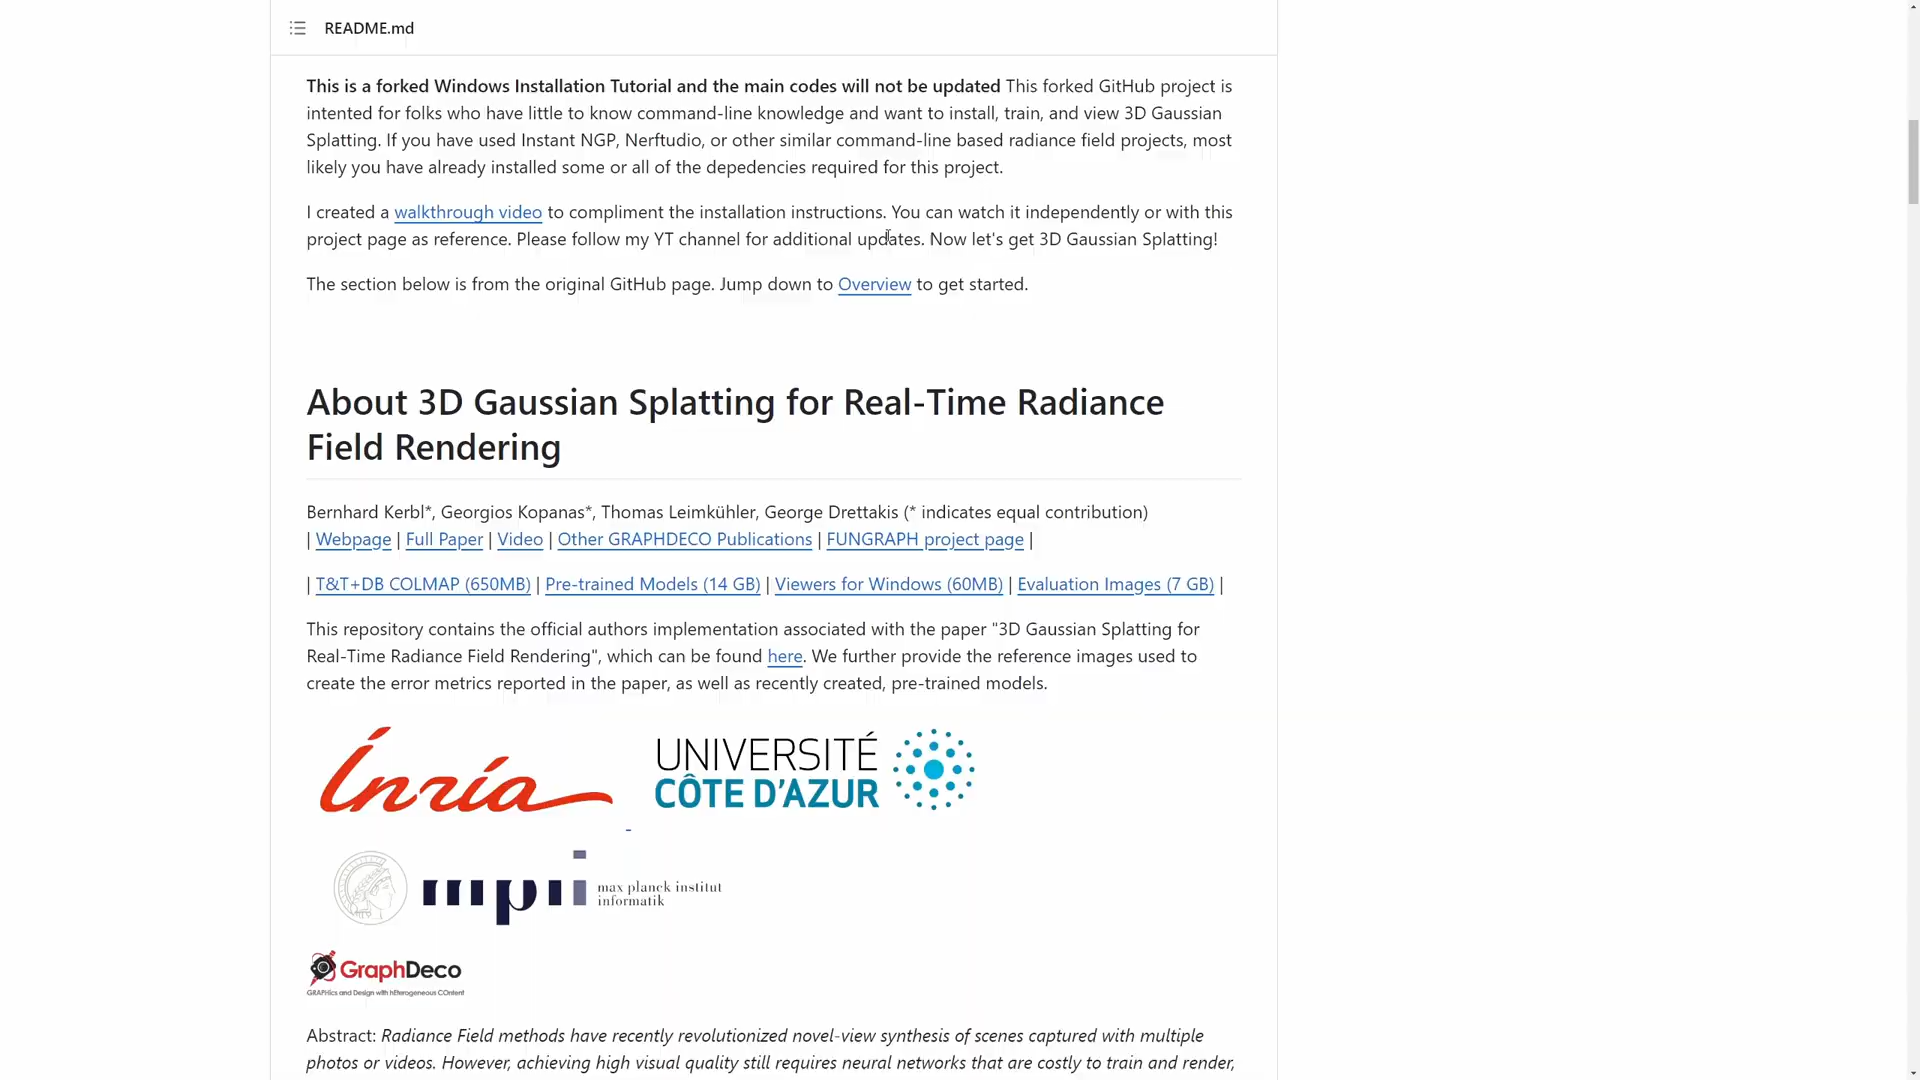 README.md
This is a forked Windows Installation Tutorial and the main codes will not be updated This forked GitHub project is
intented for folks who have little to know command-line knowledge and want to install, train, and view 3D Gaussian
Splatting. If you have used Instant NGP, Nerftudio, or other similar command-line based radiance field projects, most
likely you have already installed some or all of the depedencies required for this project.
I created a walkthrough video to compliment the installation instructions. You can watch it independently or with this
project page as reference. Please follow my YT channel for additional updates. Now let's get 3D Gaussian Splatting!
The section below is from the original GitHub page. Jump down to Overview to get started.
About 3D Gaussian Splatting for Real-Time Radiance
Field Rendering
Bernhard Kerbl*, Georgios Kopanas*, Thomas Leimkühler, George Drettakis (* indicates equal contribution)
| Webpage | Full Paper | Video | Other GRAPHDECO Publications | FUNGRAPH project page |
| T&T+DB COLMAP (650MB) | Pre-trained Models (14 GB) | Viewers for Windows (60MB) | Evaluation Images (7 GB) |
This repository contains the official authors implementation associated with the paper "3D Gaussian Splatting for
Real-Time Radiance Field Rendering", which can be found here. We further provide the reference images used to
create the error metrics reported in the paper, as well as recently created, pre-trained models.
Inria
UNIVERSITÉ
CÔTE D'AZUR
mpii
max planck institut
informatik
GraphDeco
GRAPHics and Design with hEterogeneous COntent
Abstract: Radiance Field methods have recently revolutionized novel-view synthesis of scenes captured with multiple
photos or videos. However, achieving high visual quality still requires neural networks that are costly to train and render,